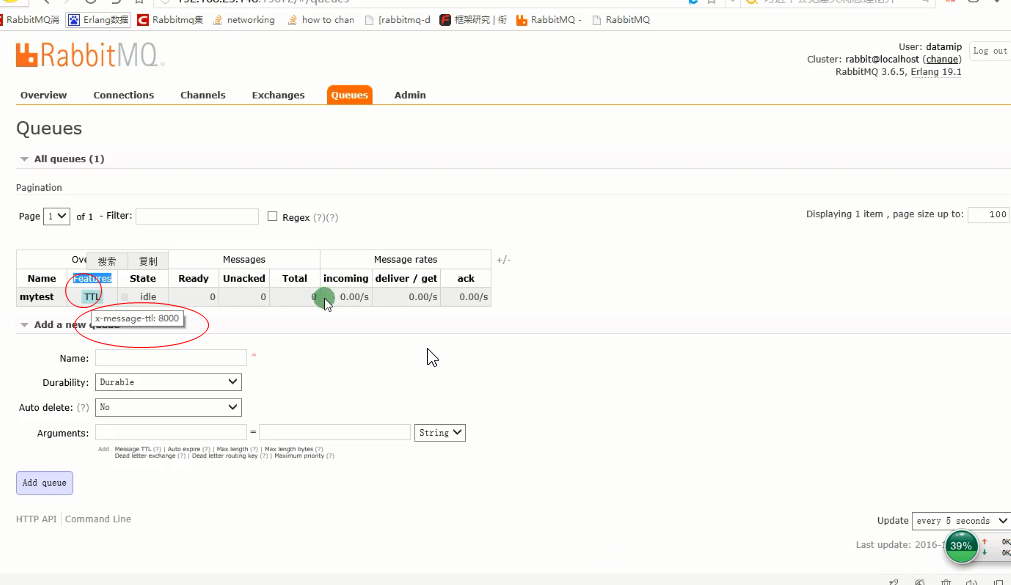 RabbitMQ消 Erlang数据 Rabbitmq集 networking how to chan [rabbitmq-d 框架研究 | 衔 RabbitMQ - RabbitMQ
RabbitMQ
User: datamip
Log out
Cluster: rabbit@localhost (change)
RabbitMQ 3.6.5, Erlang 19.1
Overview Connections Channels Exchanges Queues Admin
Queues
All queues (1)
Pagination
Page 1 of 1 - Filter: Regex (?)(?)
Displaying 1 item , page size up to: 100
搜索 复制 Messages Message rates +/-
Name Features State Ready Unacked Total incoming deliver / get ack
mytest TTL idle 0 0 0 0.00/s 0.00/s 0.00/s
x-message-ttl: 8000
Add a new queue
Name:
Durability: Durable
Auto delete: (?) No
Arguments: = String
Add Message TTL (?) | Auto expire (?) | Max length (?) | Max length bytes (?)
Dead letter exchange (?) | Dead letter routing key (?) | Maximum priority (?)
Add queue
HTTP API Command Line
Update every 5 seconds
Last update: 2016-
39%
0K
0K